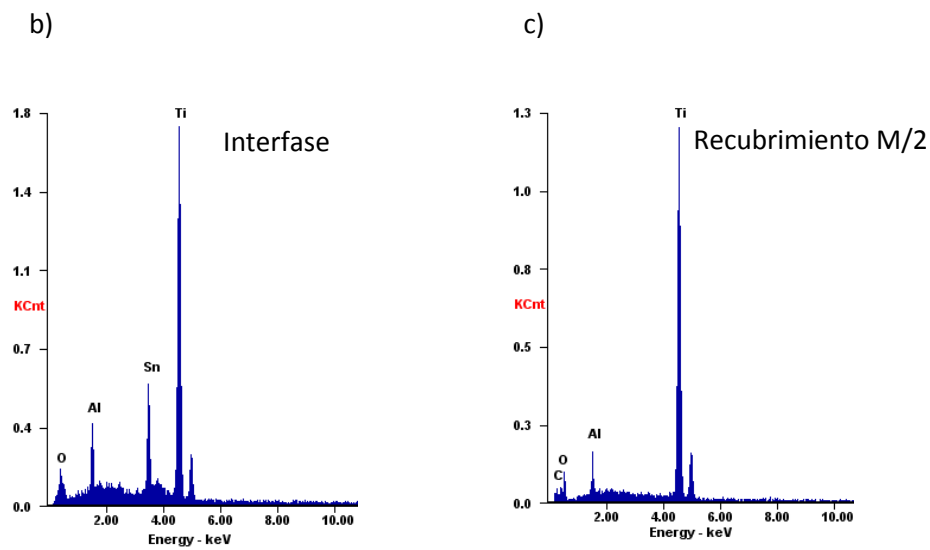 b)
Interfase
1.8
1.4
1.1
KCnt
0.7
0.4
0.0
Ti
Sn
Al
O
2.00 4.00 6.00 8.00 10.00
Energy - keV
c)
Recubrimiento M/2
1.3
1.0
0.8
KCnt
0.5
0.3
0.0
Ti
Al
O
C
2.00 4.00 6.00 8.00 10.00
Energy - keV